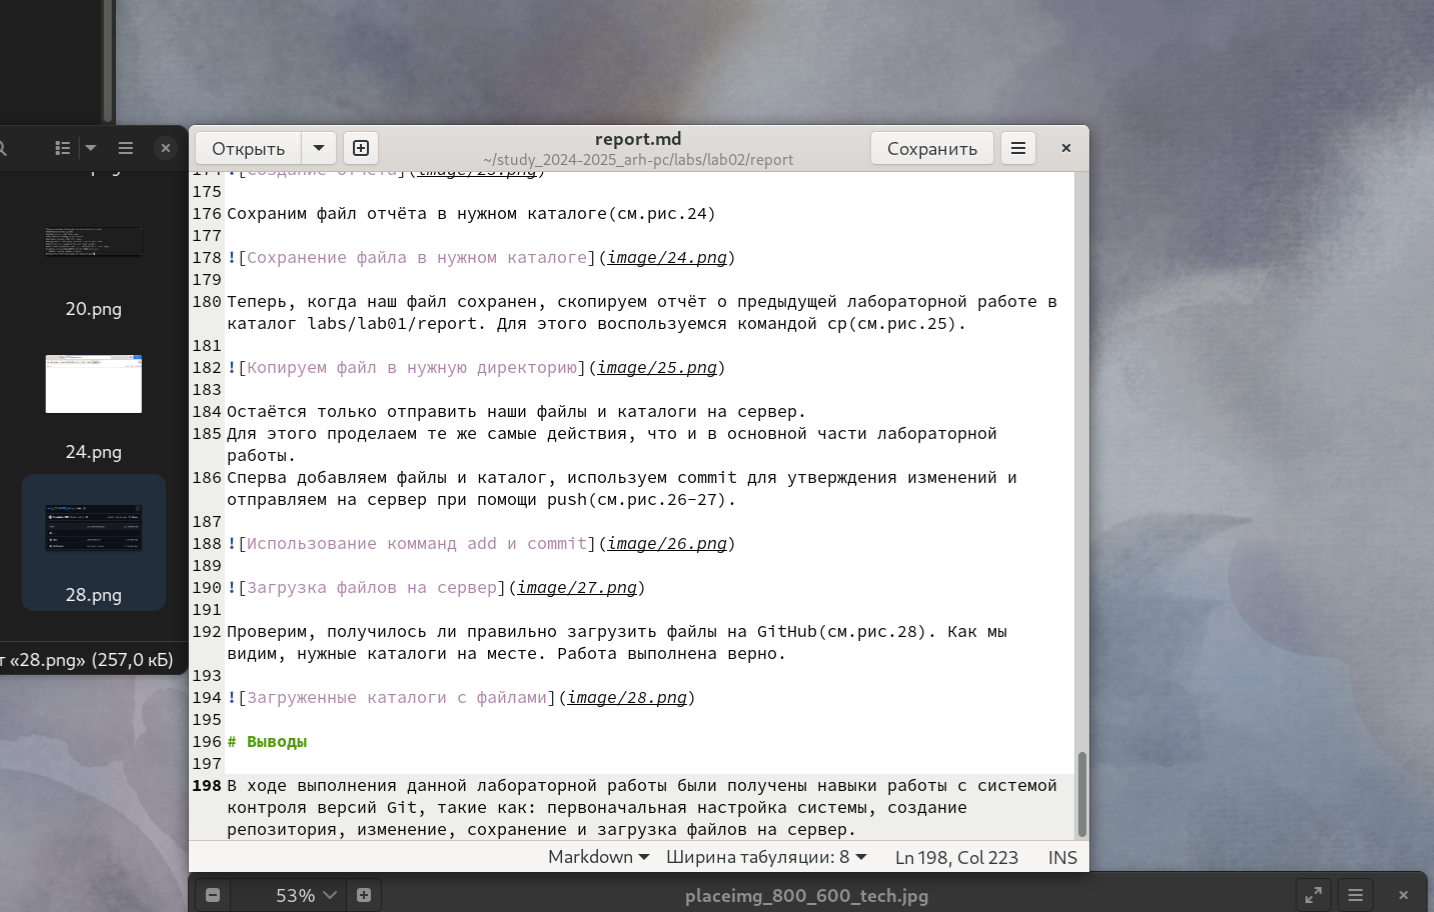 Открыть
report.md
~/study_2024-2025_arh-pc/labs/lab02/report
Сохранить
174 ![Создание отчёта](image/23.png)
175
176 Сохраним файл отчёта в нужном каталоге(см.рис.24)
177
178 ![Сохранение файла в нужном каталоге](image/24.png)
179
180 Теперь, когда наш файл сохранен, скопируем отчёт о предыдущей лабораторной работе в
каталог labs/lab01/report. Для этого воспользуемся командой cp(см.рис.25).
181
182 ![Копируем файл в нужную директорию](image/25.png)
183
184 Остаётся только отправить наши файлы и каталоги на сервер.
185 Для этого проделаем те же самые действия, что и в основной части лабораторной
работы.
186 Сперва добавляем файлы и каталог, используем commit для утверждения изменений и
отправляем на сервер при помощи push(см.рис.26-27).
187
188 ![Использование комманд add и commit](image/26.png)
189
190 ![Загрузка файлов на сервер](image/27.png)
191
192 Проверим, получилось ли правильно загрузить файлы на GitHub(см.рис.28). Как мы
видим, нужные каталоги на месте. Работа выполнена верно.
193
194 ![Загруженные каталоги с файлами](image/28.png)
195
196 # Выводы
197
198 В ходе выполнения данной лабораторной работы были получены навыки работы с системой
контроля версий Git, такие как: первоначальная настройка системы, создание
репозитория, изменение, сохранение и загрузка файлов на сервер.
Markdown
Ширина табуляции: 8
Ln 198, Col 223
INS
20.png
24.png
28.png
т «28.png» (257,0 кБ)
53%
placeimg_800_600_tech.jpg